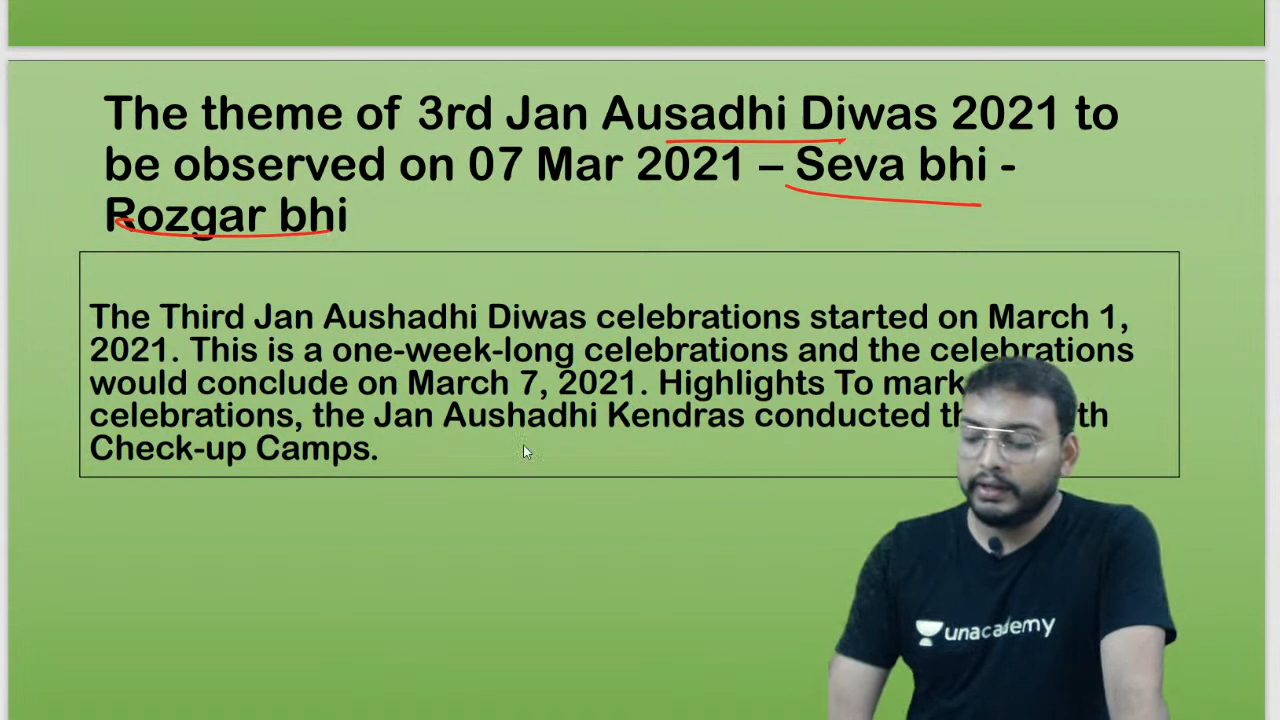 The theme of 3rd Jan Ausadhi Diwas 2021 to
be observed on 07 Mar 2021 – Seva bhi -
Rozgar bhi
The Third Jan Aushadhi Diwas celebrations started on March 1,
2021. This is a one-week-long celebrations and the celebrations
would conclude on March 7, 2021. Highlights To mark
celebrations, the Jan Aushadhi Kendras conducted
Check-up Camps.
unacademy